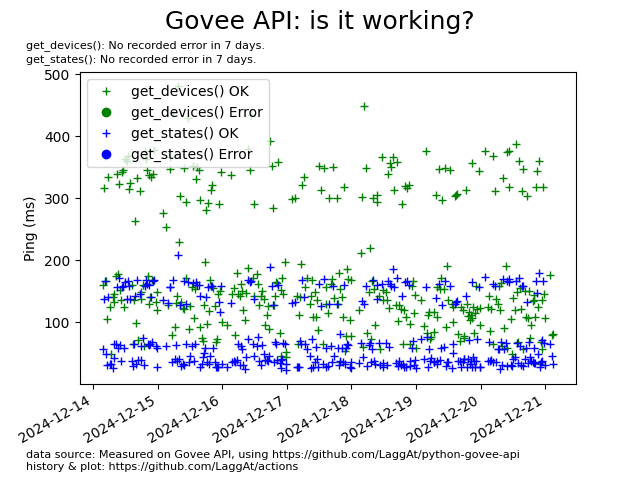 Govee API: is it working?
get_devices(): No recorded error in 7 days.
get_states(): No recorded error in 7 days.
get_devices() OK
get_devices() Error
get_states() OK
get_states() Error
Ping (ms)
500
400
300
200
100
2024-12-14
2024-12-15
2024-12-16
2024-12-17
2024-12-18
2024-12-19
2024-12-20
2024-12-21
data source: Measured on Govee API, using https://github.com/LaggAt/python-govee-api
history & plot: https://github.com/LaggAt/actions